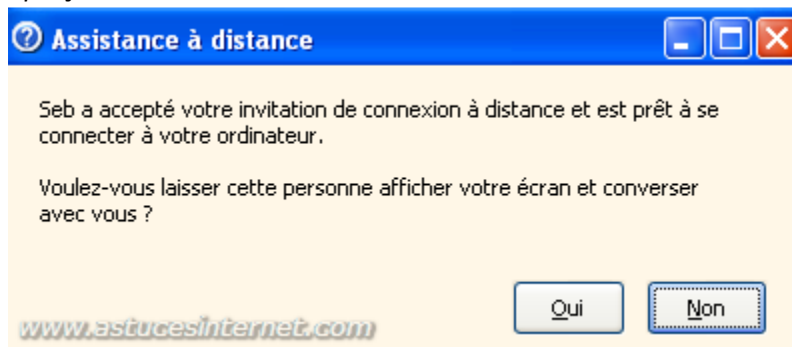 Assistance à distance
Seb a accepté votre invitation de connexion à distance et est prêt à se
connecter à votre ordinateur.
Voulez-vous laisser cette personne afficher votre écran et converser
avec vous ?
Oui
Non
www.astucesinternet.com